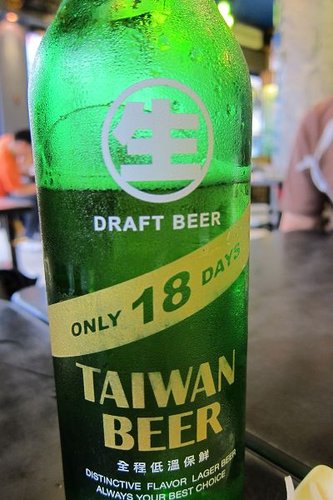 生
DRAFT BEER
ONLY 18 DAYS
TAIWAN
BEER
全程低溫保鮮
DISTINCTIVE FLAVOR LAGER BEER
ALWAYS YOUR BEST CHOICE